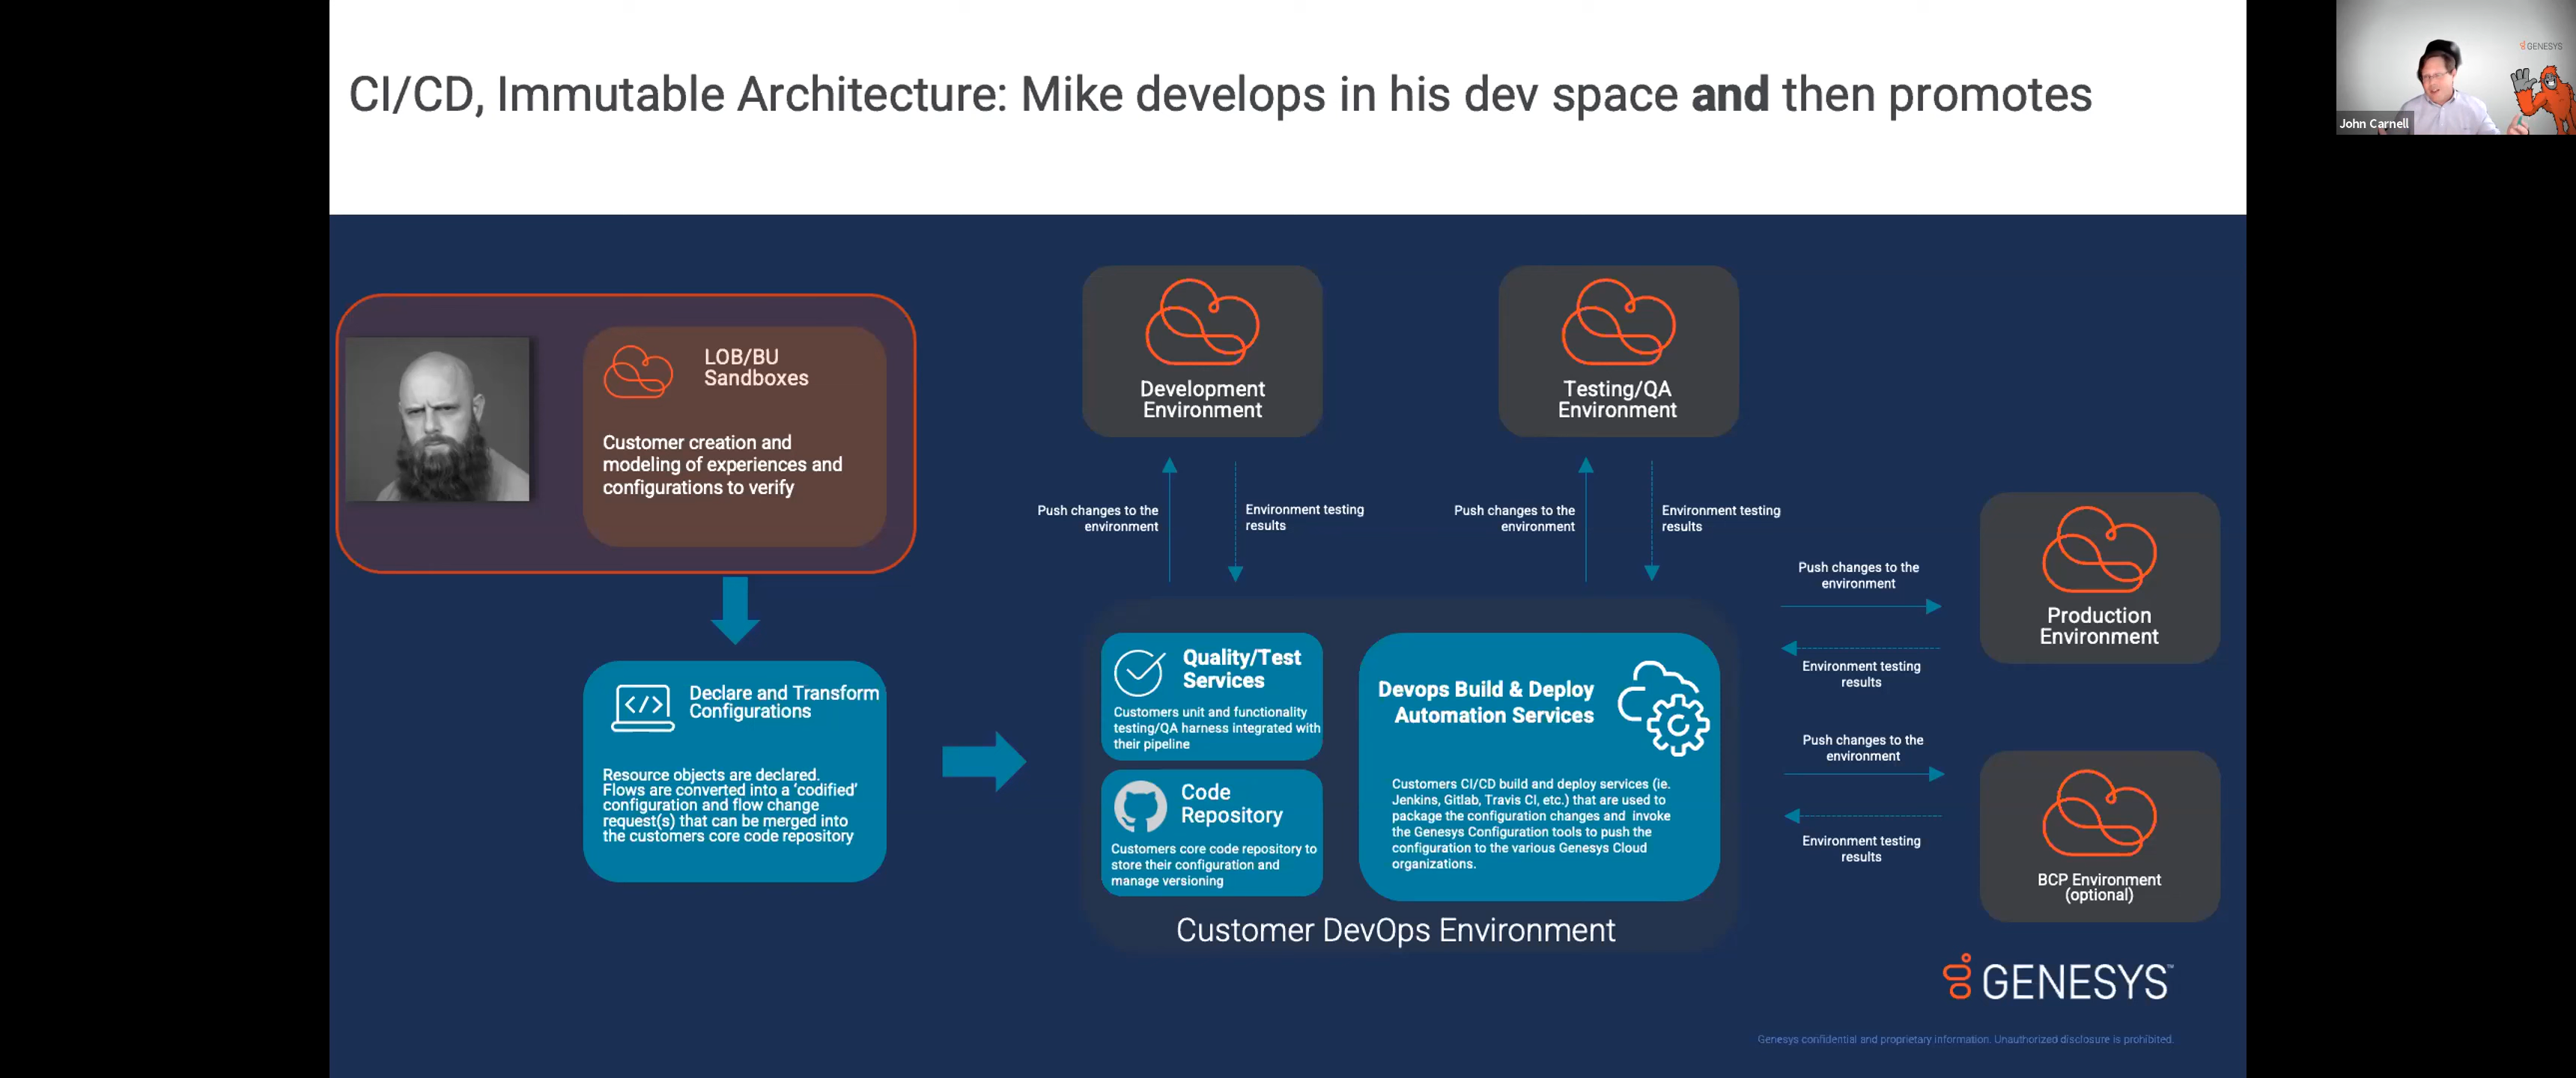 CI/CD, Immutable Architecture: Mike develops in his dev space and then promotes
GENESYS
John Carnell
LOB/BU
Sandboxes
Customer creation and
modeling of experiences and
configurations to verify
Development
Environment
Testing/QA
Environment
Push changes to the
environment
Environment testing
results
Push changes to the
environment
Environment testing
results
Push changes to the
environment
Environment testing
results
Production
Environment
Declare and Transform
Configurations
Resource objects are declared.
Flows are converted into a ‘codified’
configuration and flow change
request(s) that can be merged into
the customers core code repository
Quality/Test
Services
Customers unit and functionality
testing/QA harness integrated with
their pipeline
Code
Repository
Customers core code repository to
store their configuration and
manage versioning
Devops Build & Deploy
Automation Services
Customers CI/CD build and deploy services (ie.
Jenkins, Gitlab, Travis CI, etc.) that are used to
package the configuration changes and invoke
the Genesys Configuration tools to push the
configuration to the various Genesys Cloud
organizations.
Customer DevOps Environment
Push changes to the
environment
Environment testing
results
BCP Environment
(optional)
GENESYS™
Genesys confidential and proprietary information. Unauthorized disclosure is prohibited.